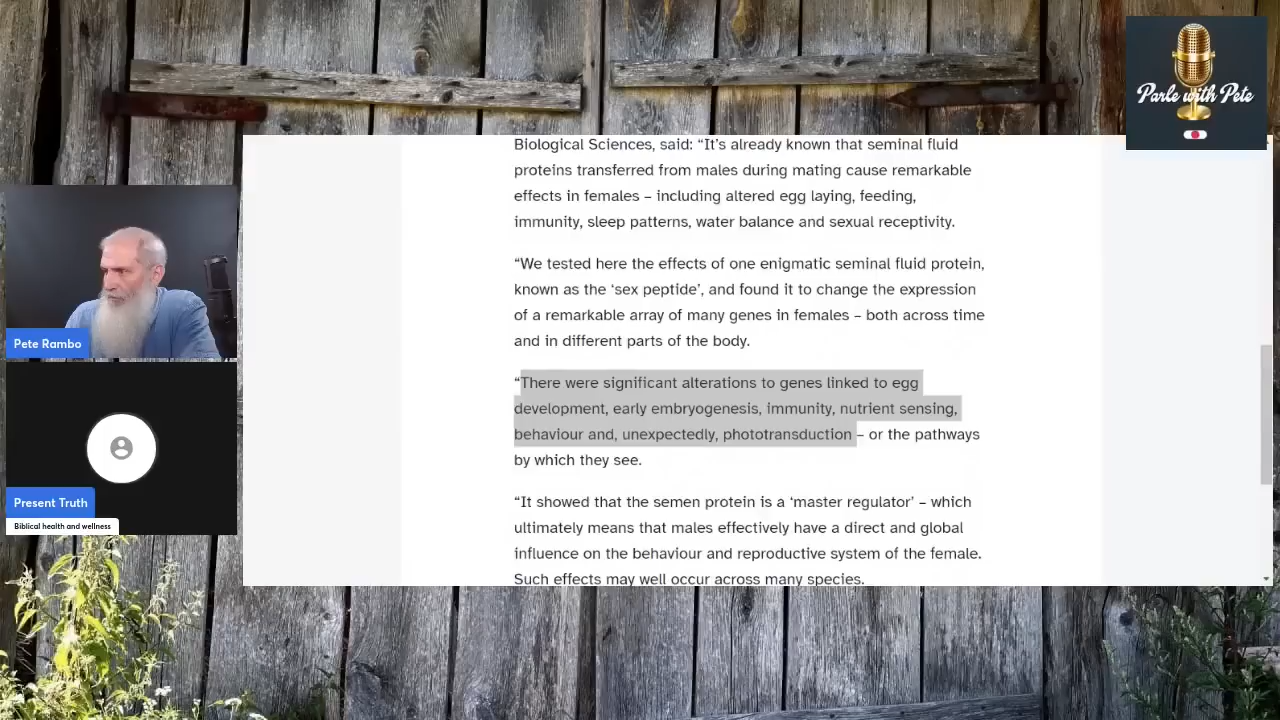 Parle with Pete
Biological Sciences, said: “It’s already known that seminal fluid
proteins transferred from males during mating cause remarkable
effects in females – including altered egg laying, feeding,
immunity, sleep patterns, water balance and sexual receptivity.
“We tested here the effects of one enigmatic seminal fluid protein,
known as the ‘sex peptide’, and found it to change the expression
of a remarkable array of many genes in females – both across time
and in different parts of the body.
“There were significant alterations to genes linked to egg
development, early embryogenesis, immunity, nutrient sensing,
behaviour and, unexpectedly, phototransduction – or the pathways
by which they see.
“It showed that the semen protein is a ‘master regulator’ – which
ultimately means that males effectively have a direct and global
influence on the behaviour and reproductive system of the female.
Such effects may well occur across many species.
Pete Rambo
Present Truth
Biblical health and wellness